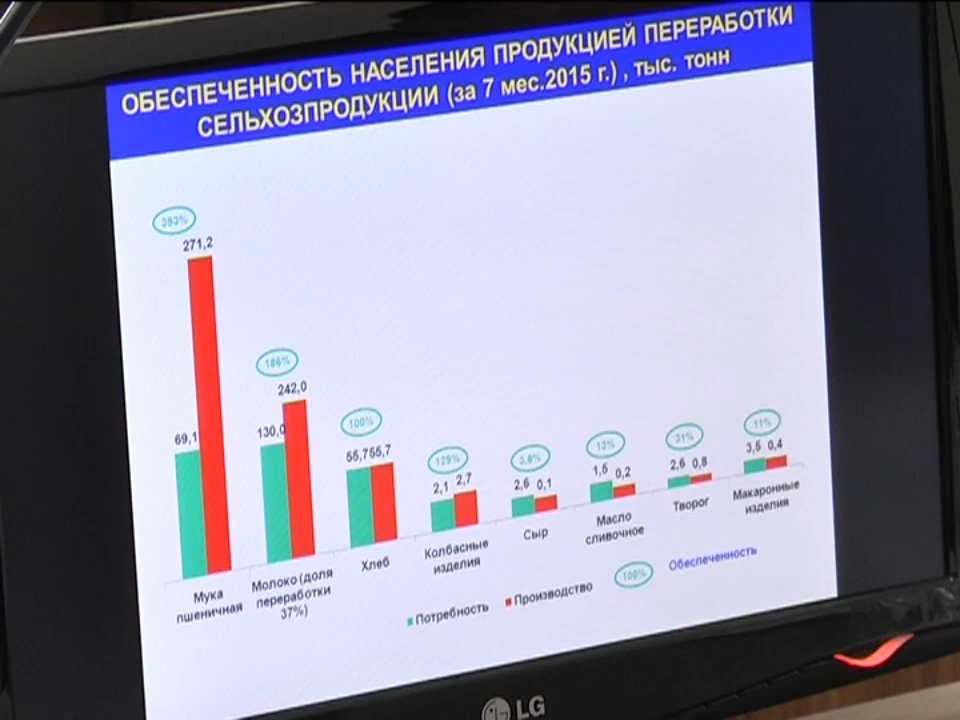 ОБЕСПЕЧЕННОСТЬ НАСЕЛЕНИЯ ПРОДУКЦИЕЙ ПЕРЕРАБОТКИ
СЕЛЬХОЗПРОДУКЦИИ (за 7 мес.2015 г.) , тыс. тонн
393%
271,2
69,1
186%
242,0
130,0
100%
55,7 55,7
129%
2,1 2,7
3,8%
2,6 0,1
13%
1,5 0,2
31%
2,6 0,8
11%
3,5 0,4
Мука
пшеничная
Молоко (доля
переработки
37%)
Хлеб
Колбасные
изделия
Сыр
Масло
сливочное
Творог
Макаронные
изделия
Потребность
Производство
100%
Обеспеченность
LG